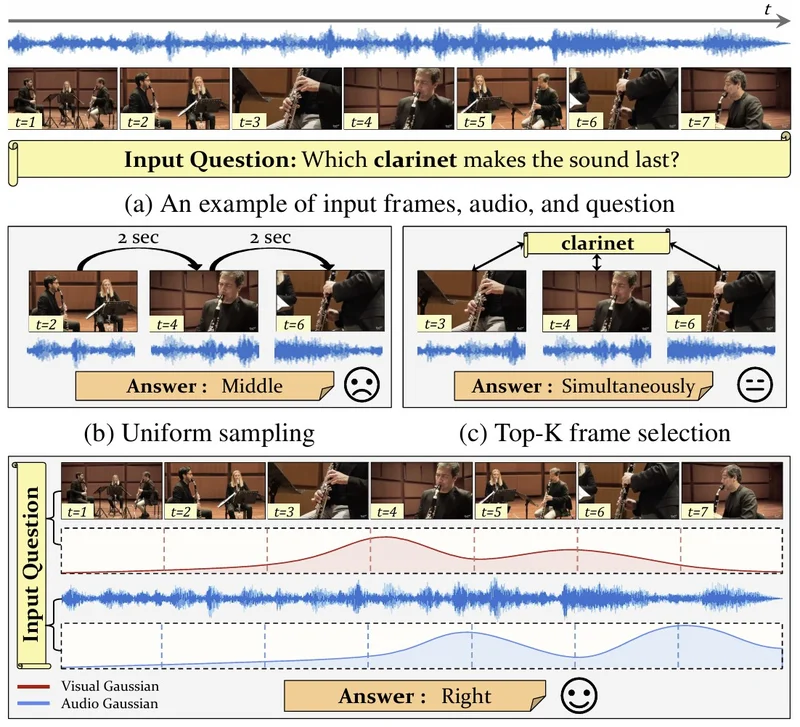 t
t=1 t=2 t=3 t=4 t=5 t=6 t=7
Input Question: Which clarinet makes the sound last?
(a) An example of input frames, audio, and question
2 sec 2 sec
t=2 t=4 t=6
Answer : Middle
(b) Uniform sampling
clarinet
t=3 t=4 t=6
Answer : Simultaneously
(c) Top-K frame selection
Input Question
t=1 t=2 t=3 t=4 t=5 t=6 t=7
Visual Gaussian
Audio Gaussian
Answer : Right